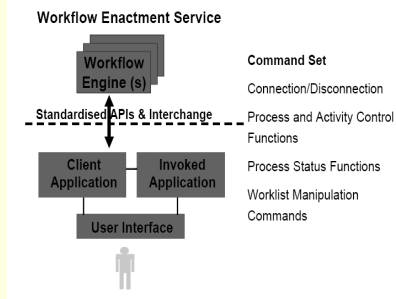 Workflow Enactment Service
Workflow
Engine (s)
Standardised APIs & Interchange
Client
Application
Invoked
Application
User Interface
Command Set
Connection/Disconnection
Process and Activity Control
Functions
Process Status Functions
Worklist Manipulation
Commands